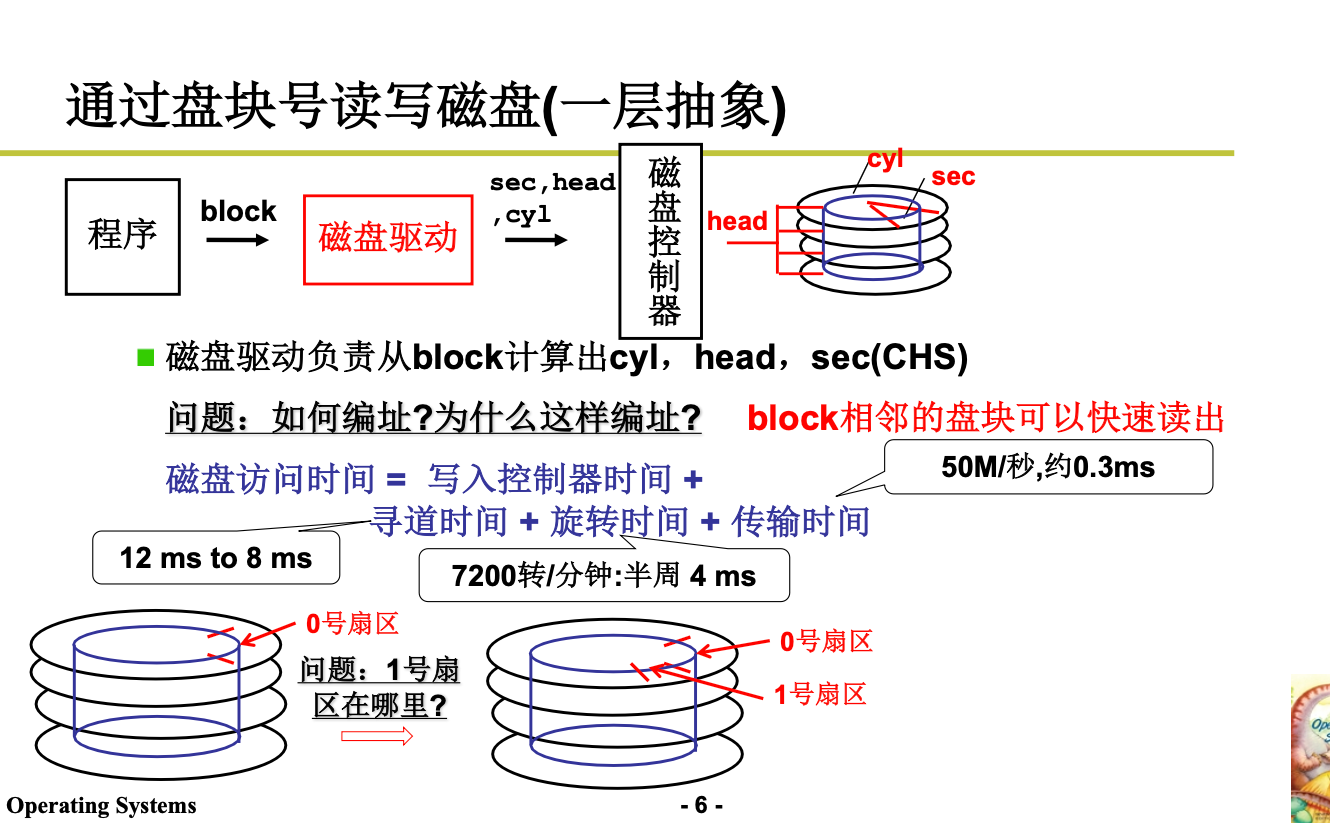 通过盘块号读写磁盘(一层抽象)
程序
block
磁盘驱动
sec,head
,cyl
磁盘控制器
head
cyl
sec
磁盘驱动负责从block计算出cyl，head，sec(CHS)
问题：如何编址?为什么这样编址?
block相邻的盘块可以快速读出
磁盘访问时间 = 写入控制器时间 +
寻道时间 + 旋转时间 + 传输时间
50M/秒,约0.3ms
12 ms to 8 ms
7200转/分钟:半周 4 ms
0号扇区
问题：1号扇
区在哪里?
0号扇区
1号扇区
Operating Systems
- 6 -